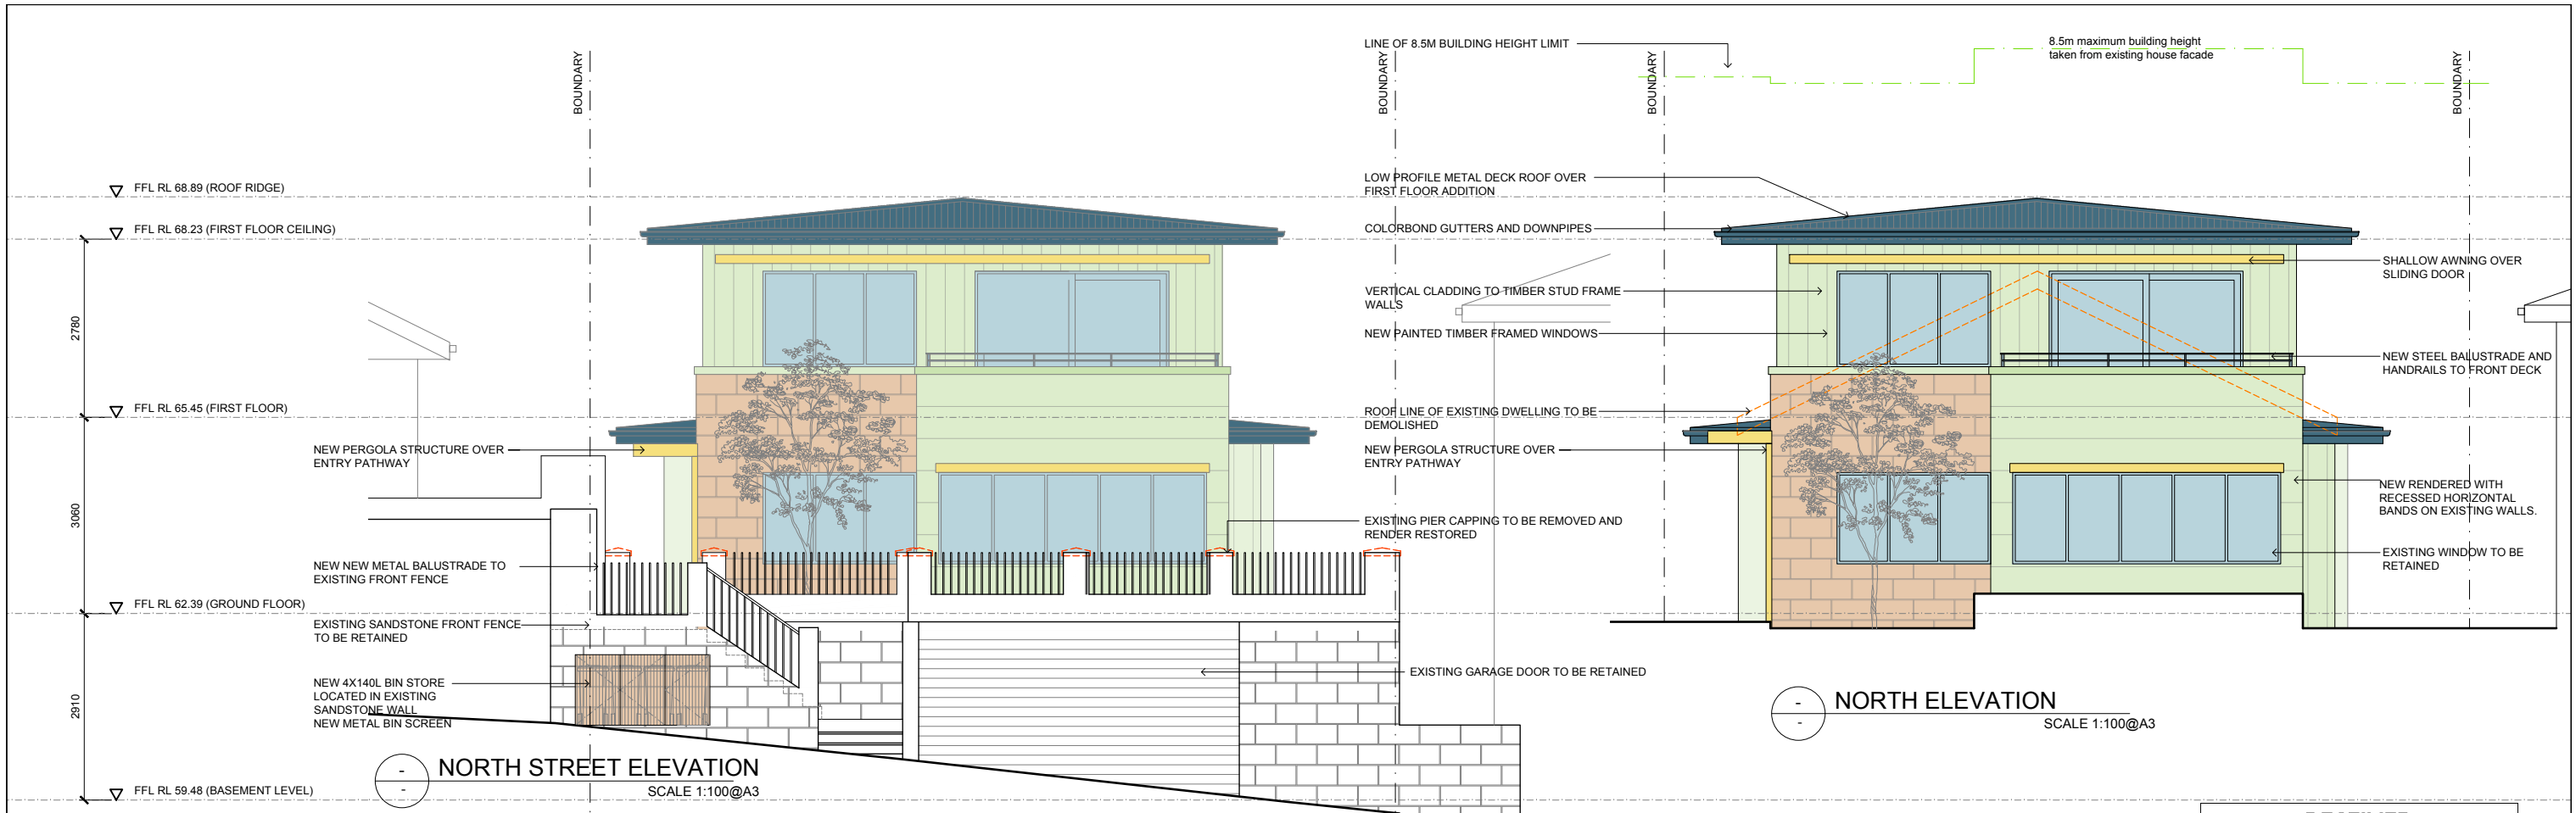 BOUNDARY
BOUNDARY
BOUNDARY
BOUNDARY
LINE OF 8.5M BUILDING HEIGHT LIMIT
8.5m maximum building height
taken from existing house facade
FFL RL 68.89 (ROOF RIDGE)
FFL RL 68.23 (FIRST FLOOR CEILING)
2780
FFL RL 65.45 (FIRST FLOOR)
3060
FFL RL 62.39 (GROUND FLOOR)
2910
FFL RL 59.48 (BASEMENT LEVEL)
NEW PERGOLA STRUCTURE OVER
ENTRY PATHWAY
NEW NEW METAL BALUSTRADE TO
EXISTING FRONT FENCE
EXISTING SANDSTONE FRONT FENCE
TO BE RETAINED
NEW 4X140L BIN STORE
LOCATED IN EXISTING
SANDSTONE WALL
NEW METAL BIN SCREEN
-
-
NORTH STREET ELEVATION
SCALE 1:100@A3
LOW PROFILE METAL DECK ROOF OVER
FIRST FLOOR ADDITION
COLORBOND GUTTERS AND DOWNPIPES
VERTICAL CLADDING TO TIMBER STUD FRAME
WALLS
NEW PAINTED TIMBER FRAMED WINDOWS
ROOF LINE OF EXISTING DWELLING TO BE
DEMOLISHED
NEW PERGOLA STRUCTURE OVER
ENTRY PATHWAY
EXISTING PIER CAPPING TO BE REMOVED AND
RENDER RESTORED
EXISTING GARAGE DOOR TO BE RETAINED
SHALLOW AWNING OVER
SLIDING DOOR
NEW STEEL BALUSTRADE AND
HANDRAILS TO FRONT DECK
NEW RENDERED WITH
RECESSED HORIZONTAL
BANDS ON EXISTING WALLS.
EXISTING WINDOW TO BE
RETAINED
-
-
NORTH ELEVATION
SCALE 1:100@A3